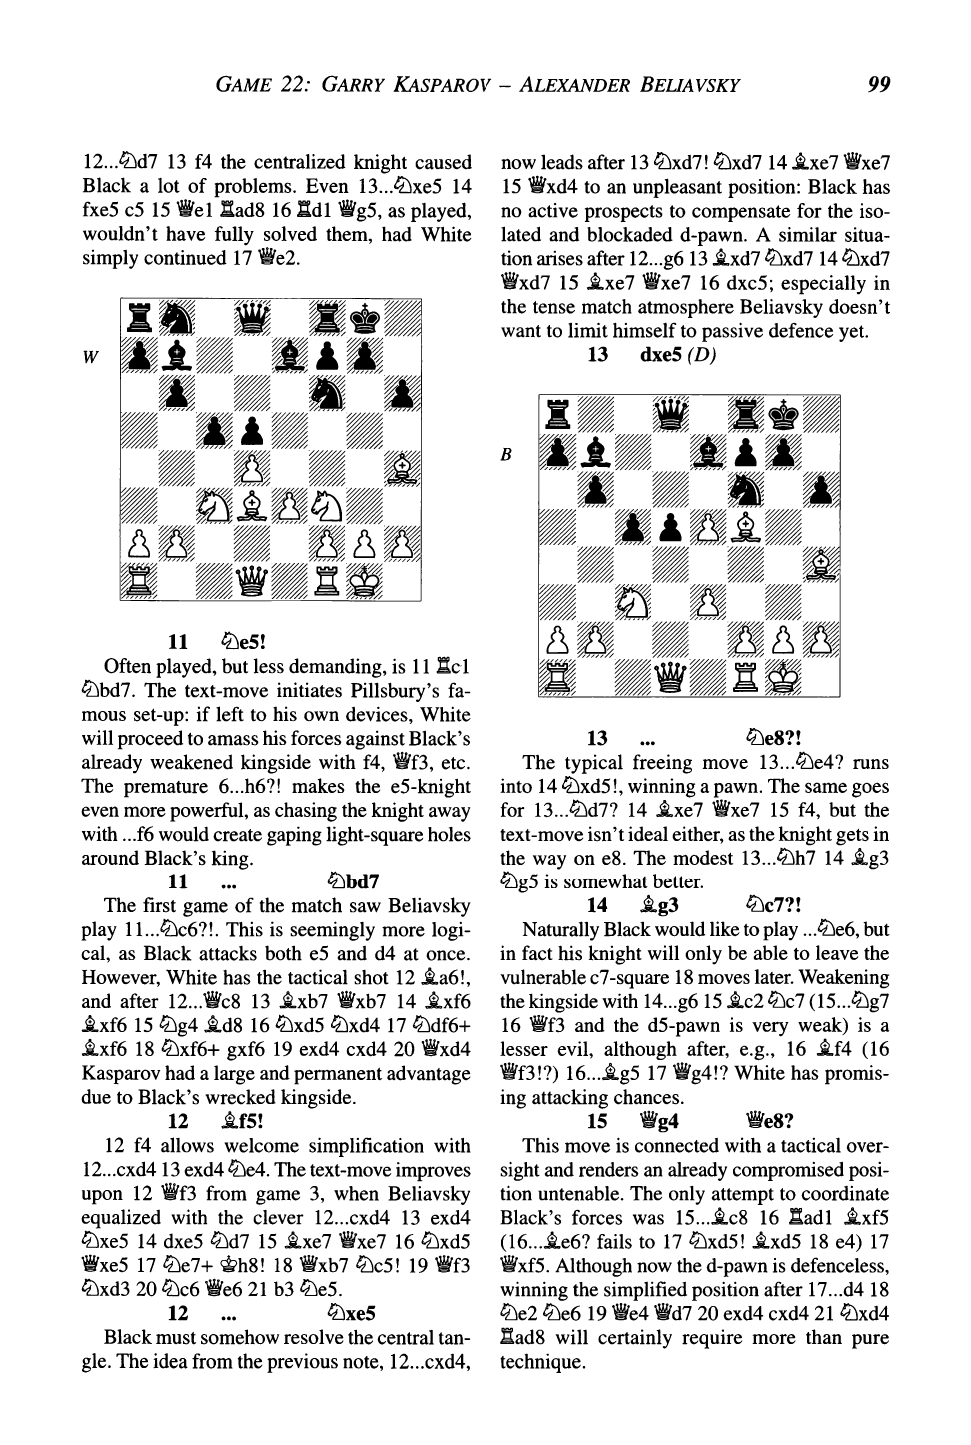 GAME 22: GARRY KASPAROV – ALEXANDER BELIAVSKY 99
12...♘d7 13 f4 the centralized knight caused
Black a lot of problems. Even 13...♘xe5 14
fxe5 c5 15 ♕e1 ♖ad8 16 ♖d1 ♕g5, as played,
wouldn't have fully solved them, had White
simply continued 17 ♕e2.
W
11 ♘e5!
Often played, but less demanding, is 11 ♖c1
♘bd7. The text-move initiates Pillsbury's fa-
mous set-up: if left to his own devices, White
will proceed to amass his forces against Black's
already weakened kingside with f4, ♕f3, etc.
The premature 6...h6?! makes the e5-knight
even more powerful, as chasing the knight away
with ...f6 would create gaping light-square holes
around Black's king.
11 ... ♘bd7
The first game of the match saw Beliavsky
play 11...♘c6?!. This is seemingly more logi-
cal, as Black attacks both e5 and d4 at once.
However, White has the tactical shot 12 ♗a6!,
and after 12...♕c8 13 ♗xb7 ♕xb7 14 ♗xf6
♗xf6 15 ♘g4 ♗d8 16 ♘xd5 ♘xd4 17 ♘df6+
♗xf6 18 ♘xf6+ gxf6 19 exd4 cxd4 20 ♕xd4
Kasparov had a large and permanent advantage
due to Black's wrecked kingside.
12 ♗f5!
12 f4 allows welcome simplification with
12...cxd4 13 exd4 ♘e4. The text-move improves
upon 12 ♕f3 from game 3, when Beliavsky
equalized with the clever 12...cxd4 13 exd4
♘xe5 14 dxe5 ♘d7 15 ♗xe7 ♕xe7 16 ♘xd5
♕xe5 17 ♘e7+ ♔h8! 18 ♕xb7 ♘c5! 19 ♕f3
♘xd3 20 ♘c6 ♕e6 21 b3 ♘e5.
12 ... ♘xe5
Black must somehow resolve the central tan-
gle. The idea from the previous note, 12...cxd4,
now leads after 13 ♘xd7! ♘xd7 14 ♗xe7 ♕xe7
15 ♕xd4 to an unpleasant position: Black has
no active prospects to compensate for the iso-
lated and blockaded d-pawn. A similar situa-
tion arises after 12...g6 13 ♗xd7 ♘xd7 14 ♘xd7
♕xd7 15 ♗xe7 ♕xe7 16 dxc5; especially in
the tense match atmosphere Beliavsky doesn't
want to limit himself to passive defence yet.
13 dxe5 (D)
B
13 ... ♘e8?!
The typical freeing move 13...♘e4? runs
into 14 ♘xd5!, winning a pawn. The same goes
for 13...♘d7? 14 ♗xe7 ♕xe7 15 f4, but the
text-move isn't ideal either, as the knight gets in
the way on e8. The modest 13...♘h7 14 ♗g3
♘g5 is somewhat better.
14 ♗g3 ♘c7?!
Naturally Black would like to play ...♘e6, but
in fact his knight will only be able to leave the
vulnerable c7-square 18 moves later. Weakening
the kingside with 14...g6 15 ♗c2 ♘c7 (15...♘g7
16 ♕f3 and the d5-pawn is very weak) is a
lesser evil, although after, e.g., 16 ♗f4 (16
♕f3!?) 16...♗g5 17 ♕g4!? White has promis-
ing attacking chances.
15 ♕g4 ♕e8?
This move is connected with a tactical over-
sight and renders an already compromised posi-
tion untenable. The only attempt to coordinate
Black's forces was 15...♗c8 16 ♖ad1 ♗xf5
(16...♗e6? fails to 17 ♘xd5! ♗xd5 18 e4) 17
♕xf5. Although now the d-pawn is defenceless,
winning the simplified position after 17...d4 18
♘e2 ♘e6 19 ♕e4 ♕d7 20 exd4 cxd4 21 ♘xd4
♖ad8 will certainly require more than pure
technique.